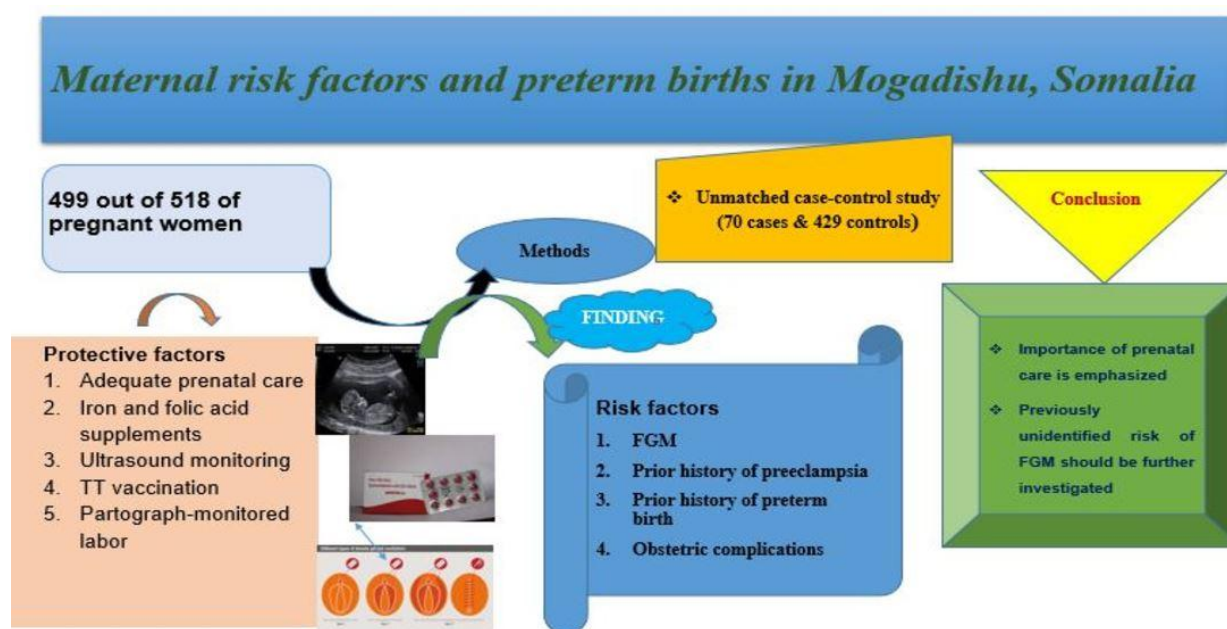 Maternal risk factors and preterm births in Mogadishu, Somalia
499 out of 518 of
pregnant women
Methods
❖ Unmatched case-control study
(70 cases & 429 controls)
Conclusion
FINDING
Protective factors
1. Adequate prenatal care
2. Iron and folic acid
supplements
3. Ultrasound monitoring
4. TT vaccination
5. Partograph-monitored
labor
Risk factors
1. FGM
2. Prior history of preeclampsia
3. Prior history of preterm
birth
4. Obstetric complications
❖ Importance of prenatal
care is emphasized
❖ Previously
unidentified risk of
FGM should be further
investigated